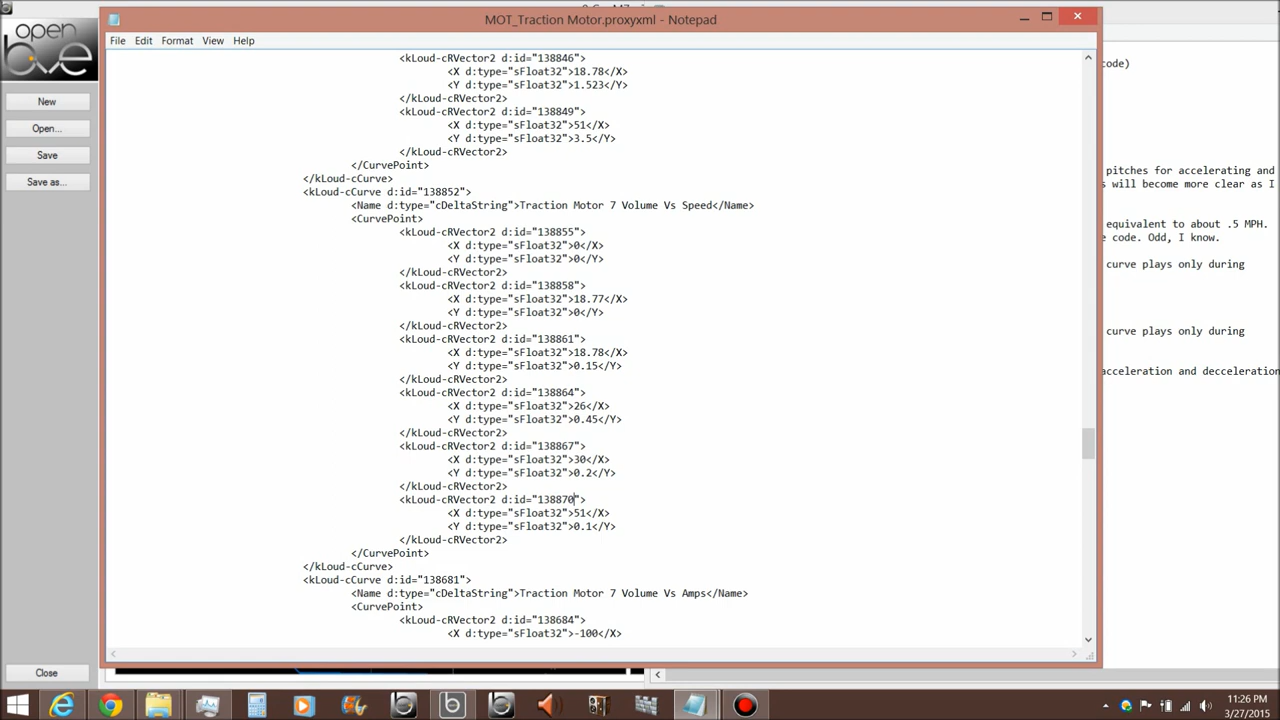 MOT_Traction Motor.proxyxml - Notepad
open
bve
File Edit Format View Help
New
Open...
Save
Save as...
Close
<kLoud-cRVector2 d:id="138846">
<X d:type="sFloat32">18.78</X>
<Y d:type="sFloat32">1.523</Y>
</kLoud-cRVector2>
<kLoud-cRVector2 d:id="138849">
<X d:type="sFloat32">51</X>
<Y d:type="sFloat32">3.5</Y>
</kLoud-cRVector2>
</CurvePoint>
</kLoud-cCurve>
<kLoud-cCurve d:id="138852">
<Name d:type="cDeltaString">Traction Motor 7 Volume Vs Speed</Name>
<CurvePoint>
<kLoud-cRVector2 d:id="138855">
<X d:type="sFloat32">0</X>
<Y d:type="sFloat32">0</Y>
</kLoud-cRVector2>
<kLoud-cRVector2 d:id="138858">
<X d:type="sFloat32">18.77</X>
<Y d:type="sFloat32">0</Y>
</kLoud-cRVector2>
<kLoud-cRVector2 d:id="138861">
<X d:type="sFloat32">18.78</X>
<Y d:type="sFloat32">0.15</Y>
</kLoud-cRVector2>
<kLoud-cRVector2 d:id="138864">
<X d:type="sFloat32">26</X>
<Y d:type="sFloat32">0.45</Y>
</kLoud-cRVector2>
<kLoud-cRVector2 d:id="138867">
<X d:type="sFloat32">30</X>
<Y d:type="sFloat32">0.2</Y>
</kLoud-cRVector2>
<kLoud-cRVector2 d:id="138870">
<X d:type="sFloat32">51</X>
<Y d:type="sFloat32">0.1</Y>
</kLoud-cRVector2>
</CurvePoint>
</kLoud-cCurve>
<kLoud-cCurve d:id="138681">
<Name d:type="cDeltaString">Traction Motor 7 Volume Vs Amps</Name>
<CurvePoint>
<kLoud-cRVector2 d:id="138684">
<X d:type="sFloat32">-100</X>
code)
pitches for accelerating and
s will become more clear as I
equivalent to about .5 MPH.
e code. Odd, I know.
curve plays only during
curve plays only during
acceleration and decceleration
11:26 PM
3/27/2015